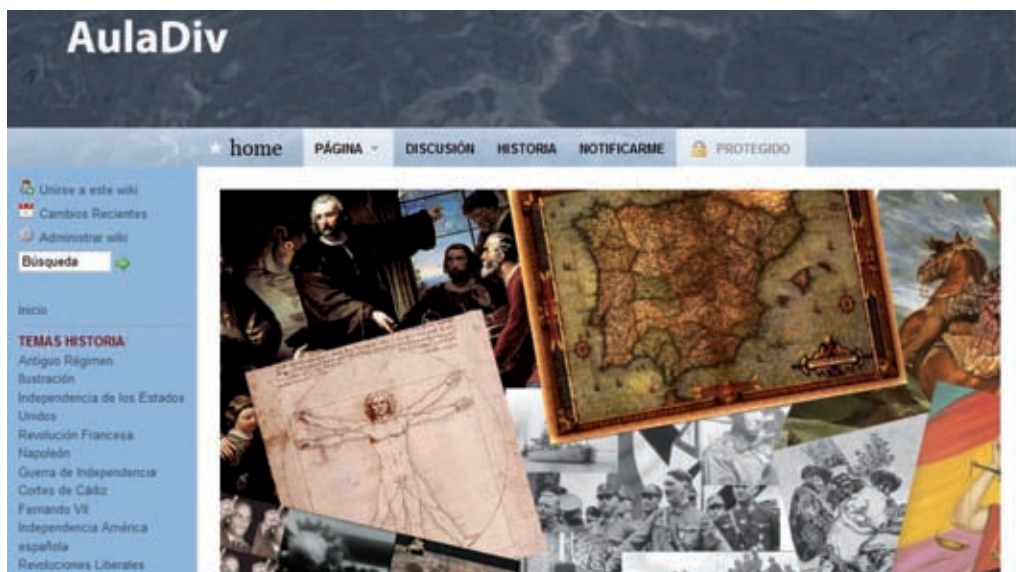 AulaDiv
home PÁGINA DISCUSIÓN HISTORIA NOTIFICARME PROTEGIDO
Unirse a este wiki
Cambios Recientes
Administrar wiki
Búsqueda
Inicio
TEMAS HISTORIA
Antiguo Régimen
Ilustración
Independencia de los Estados
Unidos
Revolución Francesa
Napoleón
Guerra de Independencia
Cortes de Cádiz
Fernando VII
Independencia América
española
Revoluciones Liberales